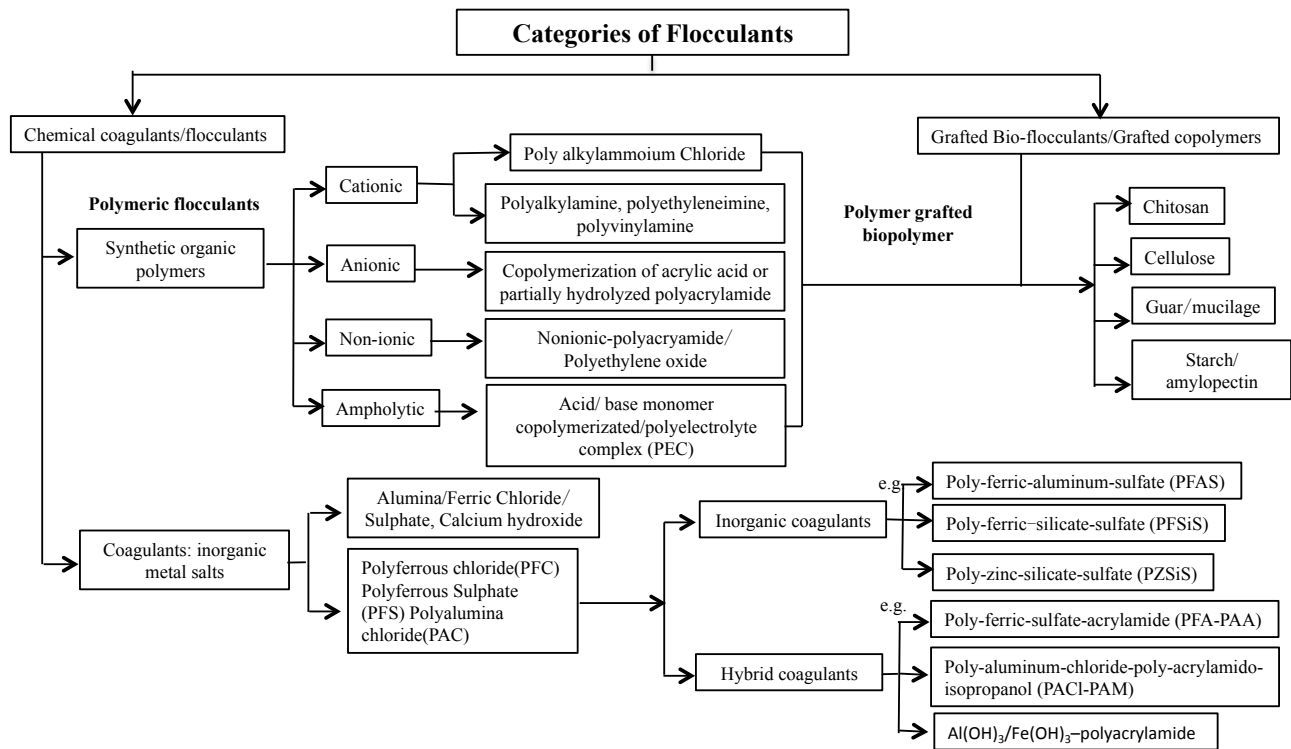 Categories of Flocculants
Chemical coagulants/flocculants
Grafted Bio-flocculants/Grafted copolymers
Polymeric flocculants
Synthetic organic
polymers
Cationic
Poly alkylammoium Chloride
Polyalkylamine, polyethyleneimine,
polyvinylamine
Anionic
Copolymerization of acrylic acid or
partially hydrolyzed polyacrylamide
Non-ionic
Nonionic-polyacryamide/
Polyethylene oxide
Ampholytic
Acid/ base monomer
copolymerizated/polyelectrolyte
complex (PEC)
Polymer grafted
biopolymer
Chitosan
Cellulose
Guar/mucilage
Starch/
amylopectin
Coagulants: inorganic
metal salts
Alumina/Ferric Chloride/
Sulphate, Calcium hydroxide
Polyferrous chloride(PFC)
Polyferrous Sulphate
(PFS) Polyalumina
chloride(PAC)
Inorganic coagulants
e.g
Poly-ferric-aluminum-sulfate (PFAS)
Poly-ferric-silicate-sulfate (PFSiS)
Poly-zinc-silicate-sulfate (PZSiS)
Hybrid coagulants
e.g.
Poly-ferric-sulfate-acrylamide (PFA-PAA)
Poly-aluminum-chloride-poly-acrylamido-
isopropanol (PACl-PAM)
Al(OH)₃/Fe(OH)₃–polyacrylamide